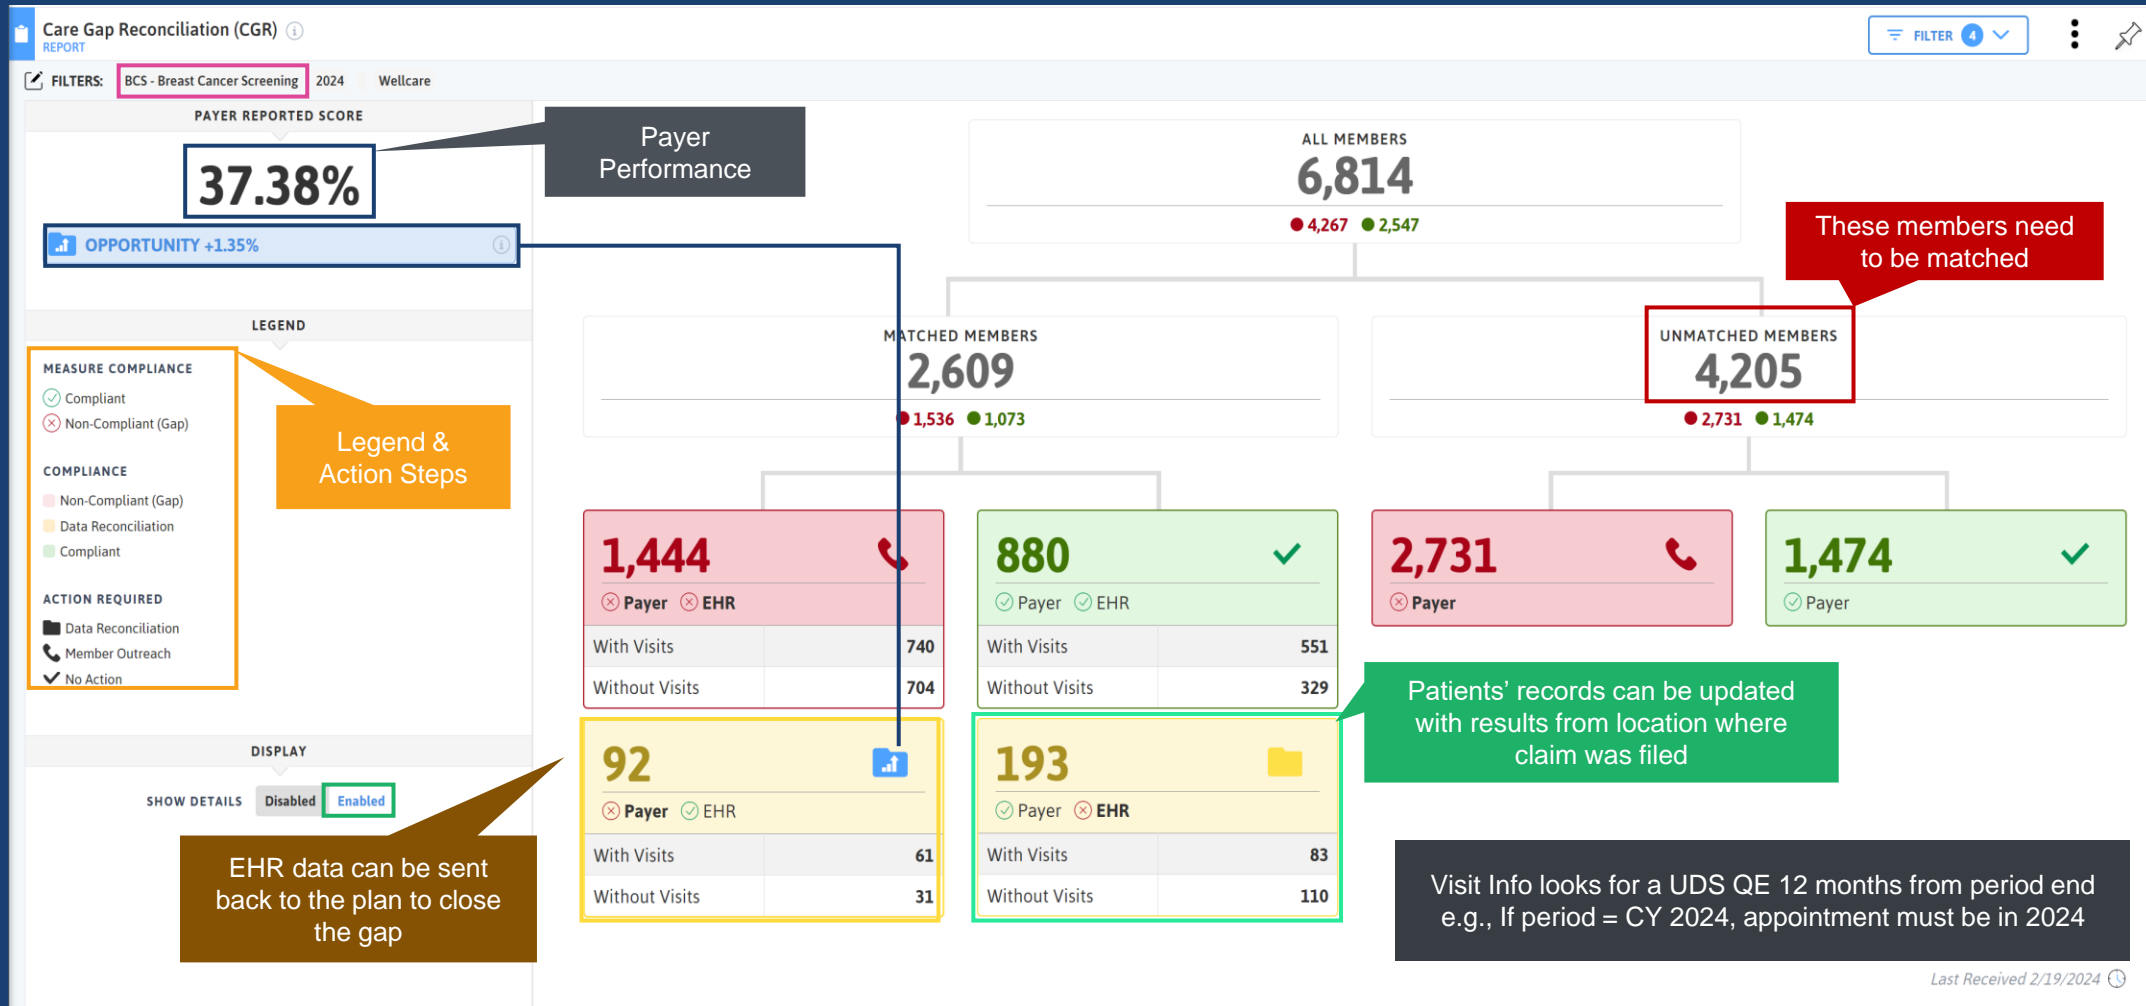 Care Gap Reconciliation (CGR)
REPORT
FILTER 4
FILTERS: BCS - Breast Cancer Screening 2024 Wellcare
PAYER REPORTED SCORE
37.38%
OPPORTUNITY +1.35%
Payer
Performance
LEGEND
MEASURE COMPLIANCE
Compliant
Non-Compliant (Gap)
COMPLIANCE
Non-Compliant (Gap)
Data Reconciliation
Compliant
ACTION REQUIRED
Data Reconciliation
Member Outreach
No Action
Legend &
Action Steps
DISPLAY
SHOW DETAILS Disabled Enabled
EHR data can be sent
back to the plan to close
the gap
ALL MEMBERS
6,814
4,267 2,547
These members need
to be matched
MATCHED MEMBERS
2,609
1,536 1,073
UNMATCHED MEMBERS
4,205
2,731 1,474
1,444
Payer EHR
With Visits 740
Without Visits 704
880
Payer EHR
With Visits 551
Without Visits 329
2,731
Payer
1,474
Payer
92
Payer EHR
With Visits 61
Without Visits 31
193
Payer EHR
With Visits 83
Without Visits 110
Patients’ records can be updated
with results from location where
claim was filed
Visit Info looks for a UDS QE 12 months from period end
e.g., If period = CY 2024, appointment must be in 2024
Last Received 2/19/2024